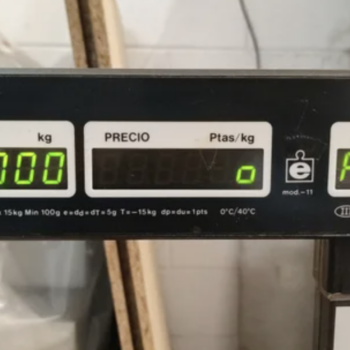 kg
000
PRECIO Ptas/kg
0
e
mod.-11
15kg Min 100g e=dd=dT=5g T=-15kg dp=du=1pts 0°C/40°C